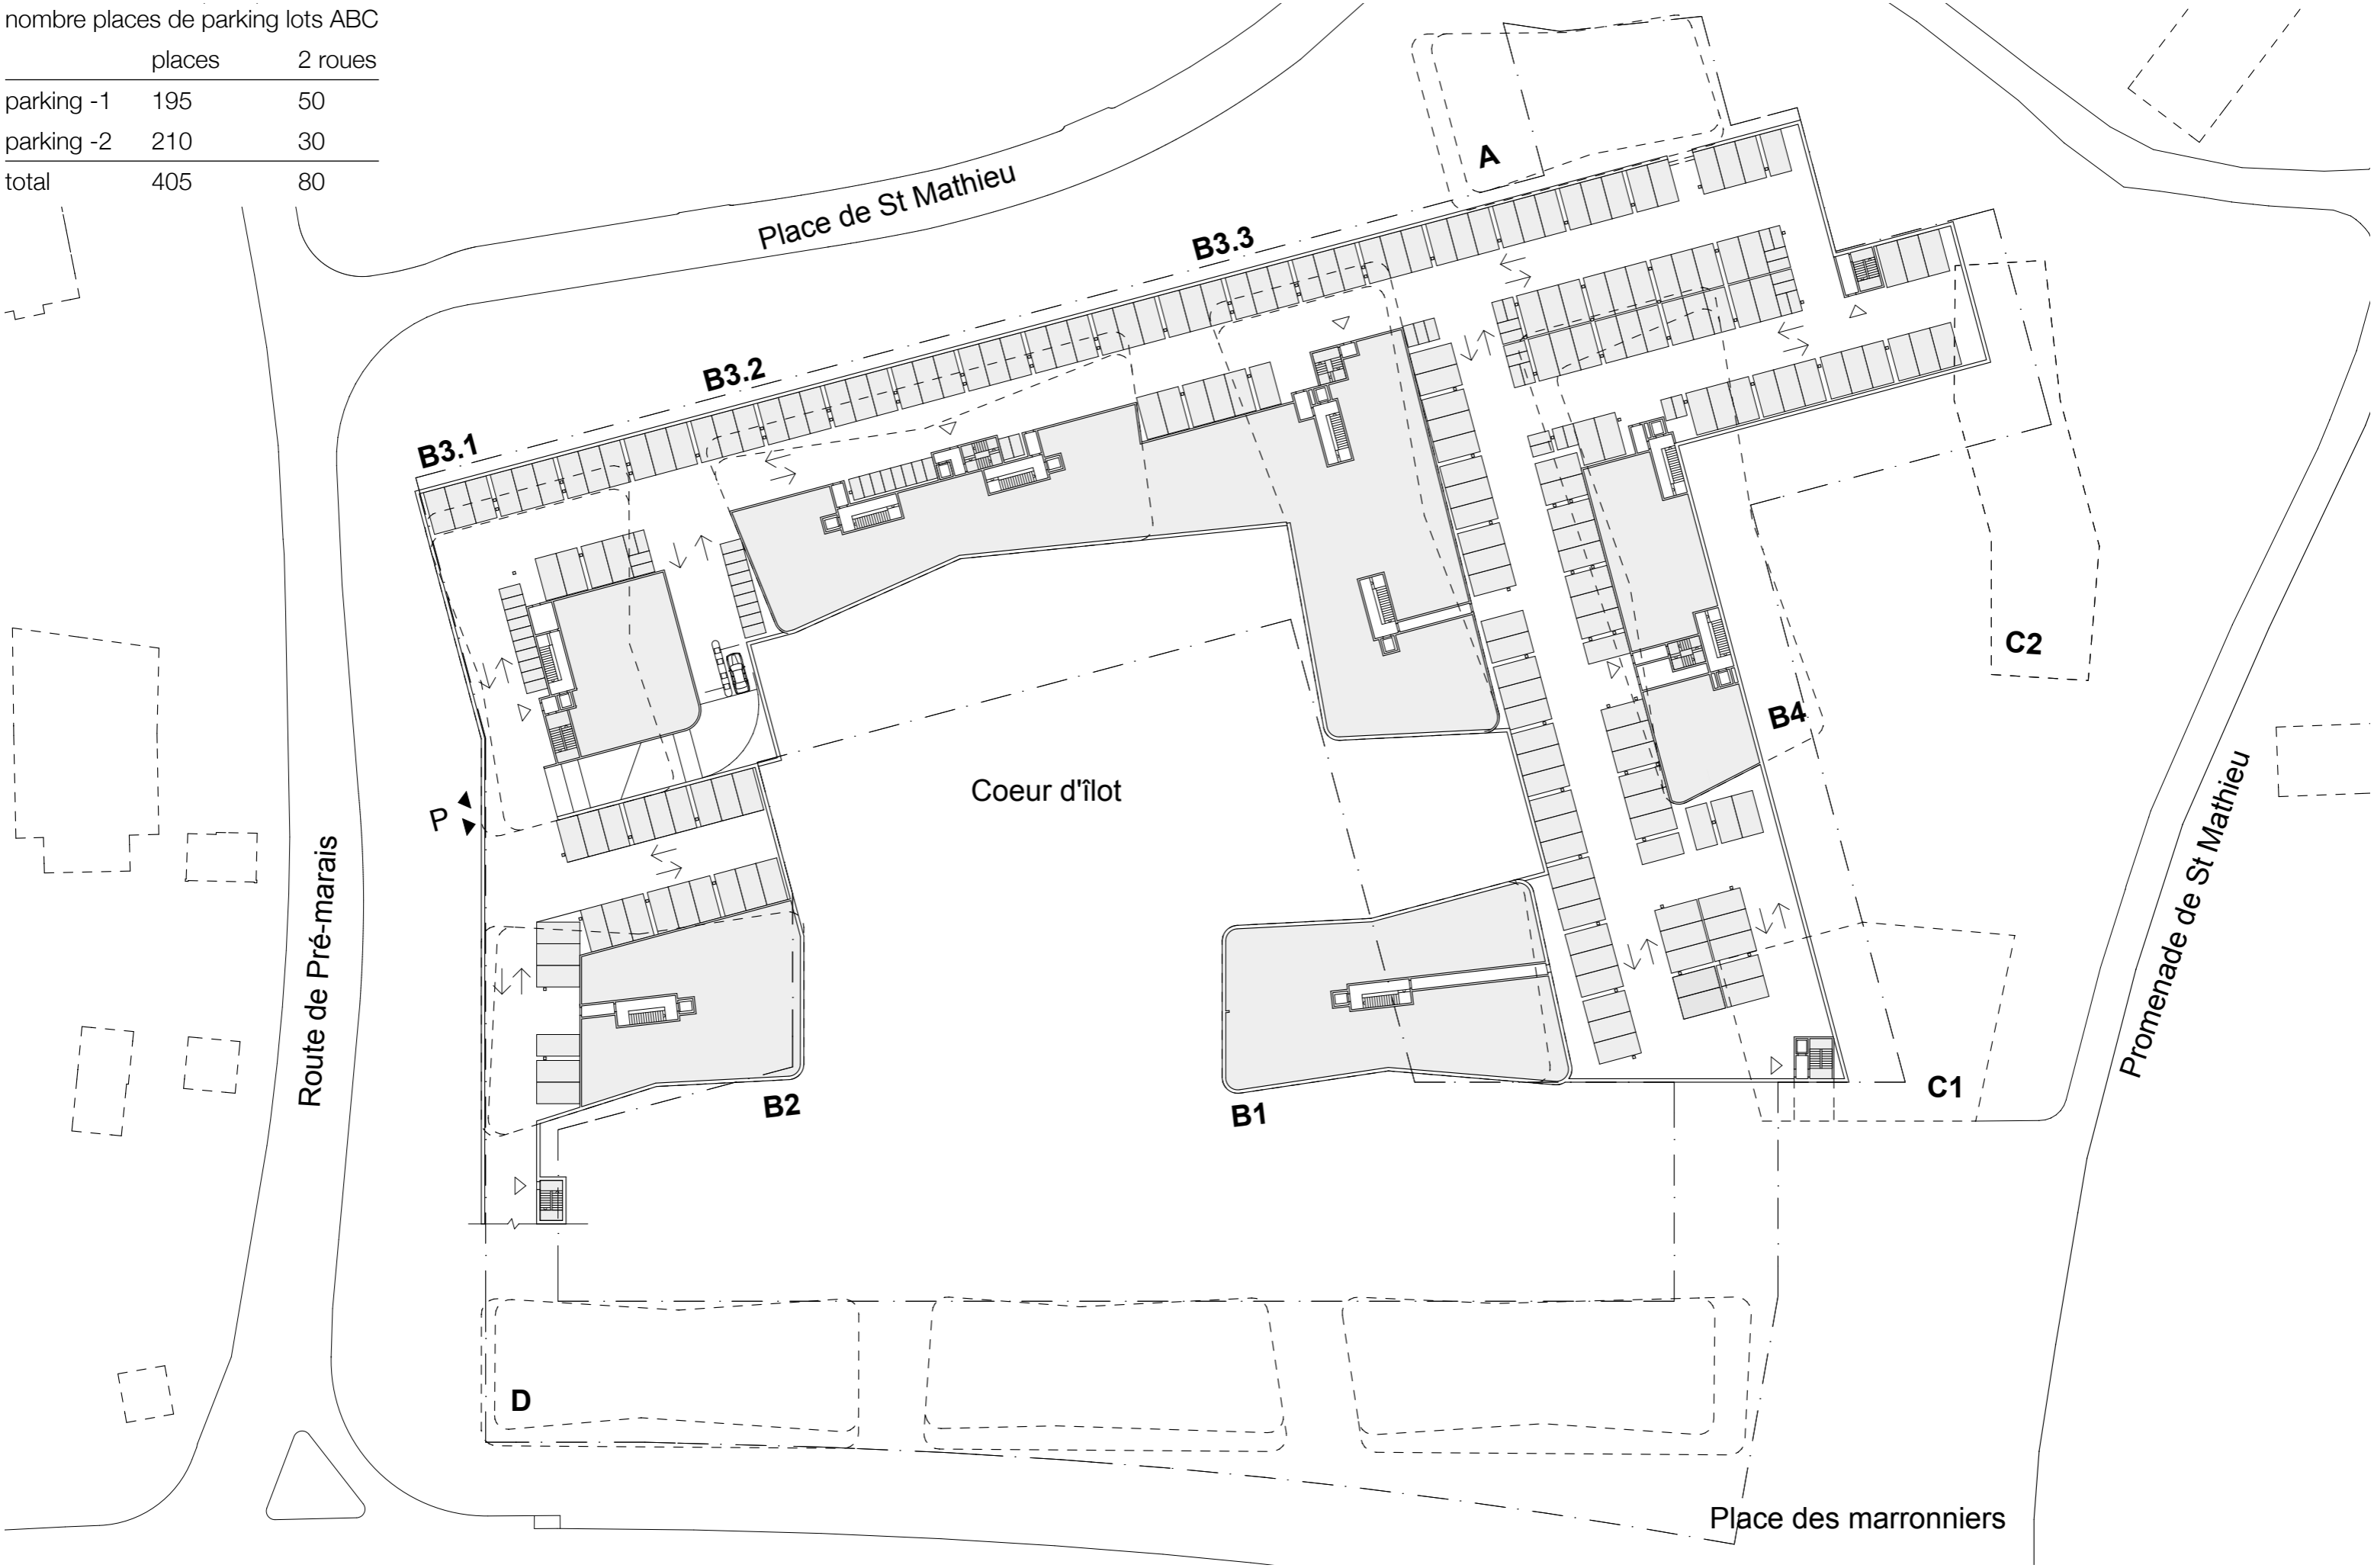 nombre places de parking lots ABC
places 2 roues
parking -1 195 50
parking -2 210 30
total 405 80
A
Place de St Mathieu
B3.3
B3.2
B3.1
C2
B4
Coeur d'îlot
P
Promenade de St Mathieu
Route de Pré-marais
C1
B2
B1
D
Place des marronniers